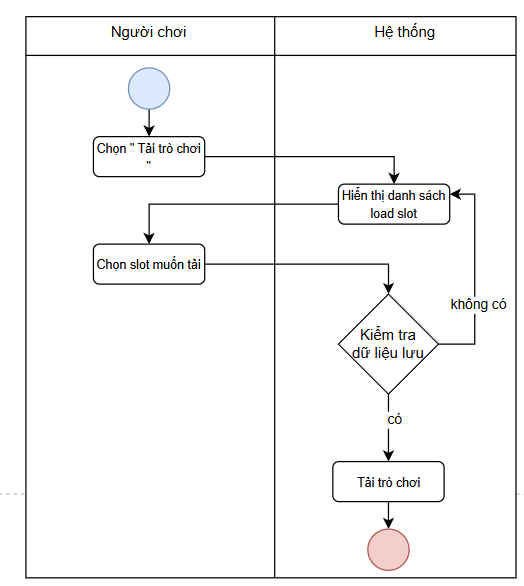 Người chơi
Hệ thống
Chọn " Tải trò chơi
"
Hiển thị danh sách
load slot
Chọn slot muốn tải
không có
Kiểm tra
dữ liệu lưu
có
Tải trò chơi